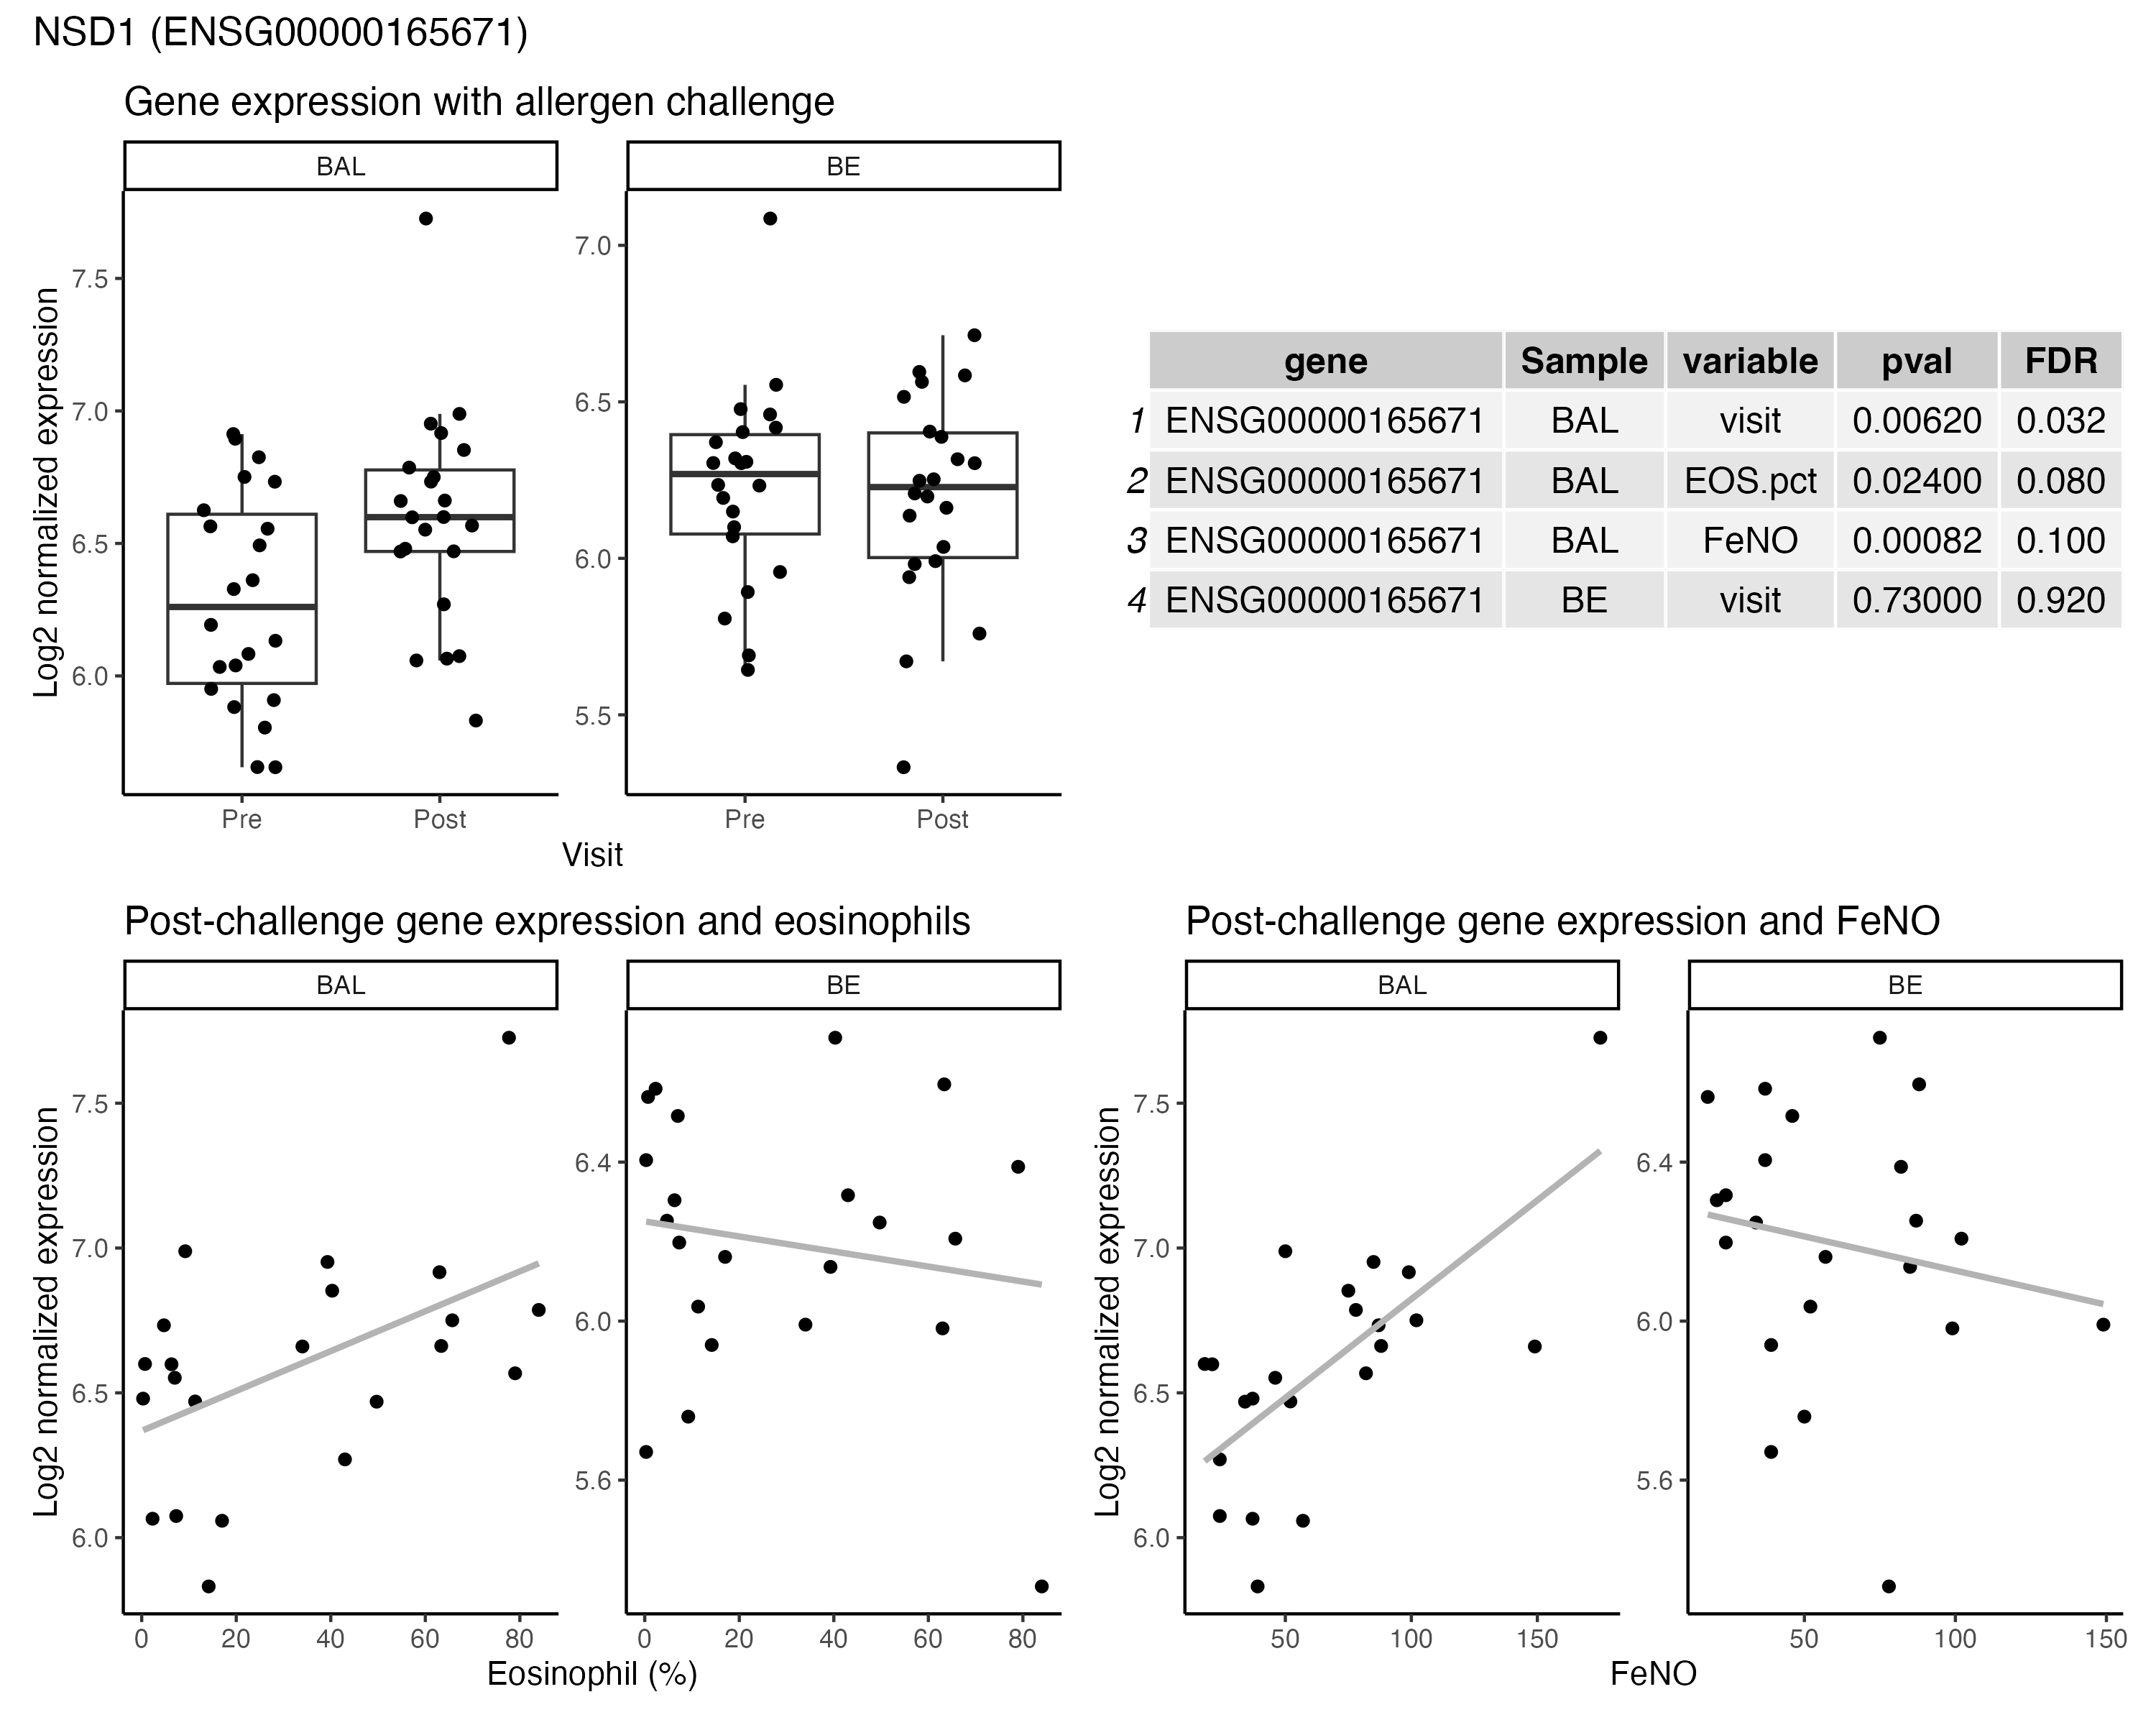 NSD1 (ENSG00000165671)
Gene expression with allergen challenge
BAL
BE
Log2 normalized expression
7.5
7.0
6.5
6.0
7.0
6.5
6.0
5.5
Pre
Post
Pre
Post
Visit
gene Sample variable pval FDR
1 ENSG00000165671 BAL visit 0.00620 0.032
2 ENSG00000165671 BAL EOS.pct 0.02400 0.080
3 ENSG00000165671 BAL FeNO 0.00082 0.100
4 ENSG00000165671 BE visit 0.73000 0.920
Post-challenge gene expression and eosinophils
BAL
BE
Log2 normalized expression
7.5
7.0
6.5
6.0
6.4
6.0
5.6
0 20 40 60 80
0 20 40 60 80
Eosinophil (%)
Post-challenge gene expression and FeNO
BAL
BE
Log2 normalized expression
7.5
7.0
6.5
6.0
6.4
6.0
5.6
50 100 150
50 100 150
FeNO